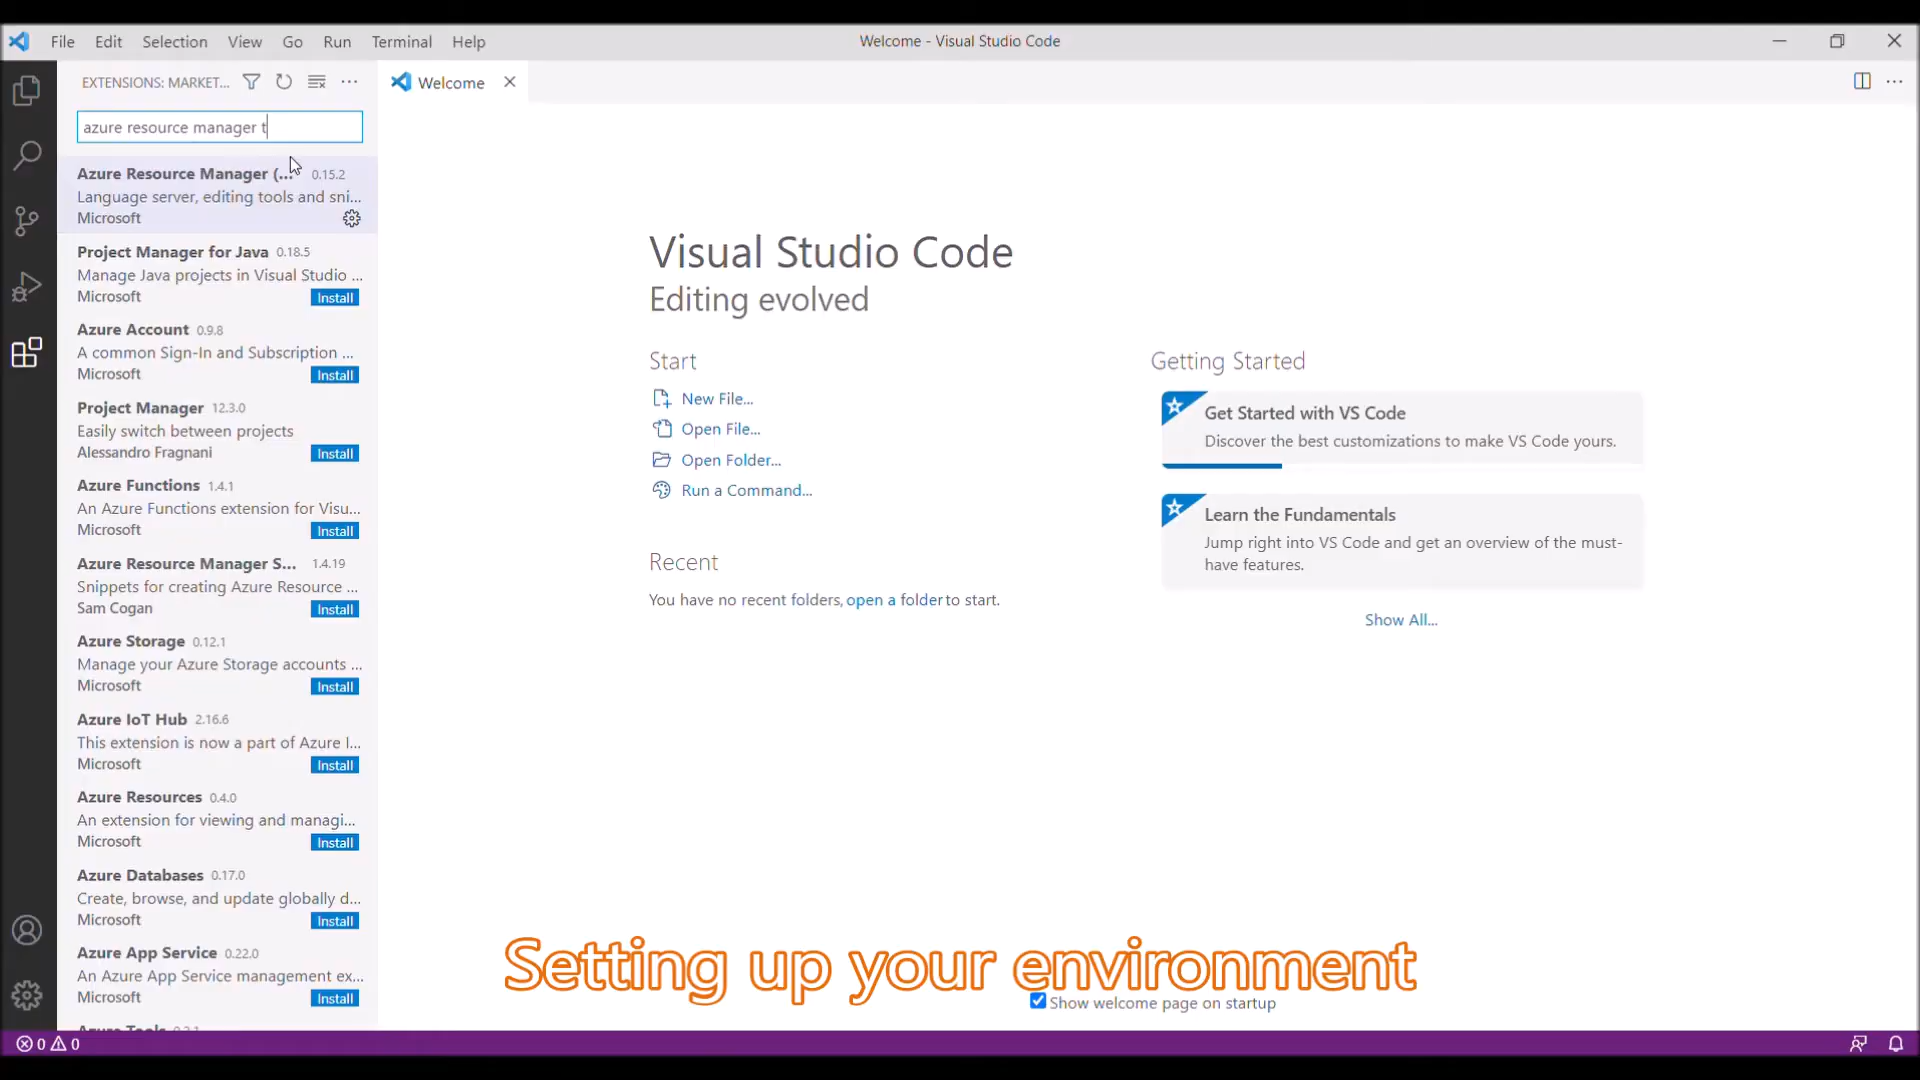 File Edit Selection View Go Run Terminal Help
Welcome - Visual Studio Code
EXTENSIONS: MARKET...
Welcome
azure resource manager t
Azure Resource Manager (... 0.15.2
Language server, editing tools and sni...
Microsoft
Project Manager for Java 0.18.5
Manage Java projects in Visual Studio ...
Microsoft Install
Azure Account 0.9.8
A common Sign-In and Subscription ...
Microsoft Install
Project Manager 12.3.0
Easily switch between projects
Alessandro Fragnani Install
Azure Functions 1.4.1
An Azure Functions extension for Visu...
Microsoft Install
Azure Resource Manager S... 1.4.19
Snippets for creating Azure Resource ...
Sam Cogan Install
Azure Storage 0.12.1
Manage your Azure Storage accounts ...
Microsoft Install
Azure IoT Hub 2.16.6
This extension is now a part of Azure I...
Microsoft Install
Azure Resources 0.4.0
An extension for viewing and managi...
Microsoft Install
Azure Databases 0.17.0
Create, browse, and update globally d...
Microsoft Install
Azure App Service 0.22.0
An Azure App Service management ex...
Microsoft Install
Visual Studio Code
Editing evolved
Start
New File...
Open File...
Open Folder...
Run a Command...
Recent
You have no recent folders, open a folder to start.
Getting Started
Get Started with VS Code
Discover the best customizations to make VS Code yours.
Learn the Fundamentals
Jump right into VS Code and get an overview of the must-
have features.
Show All...
Setting up your environment
Show welcome page on startup
0 0